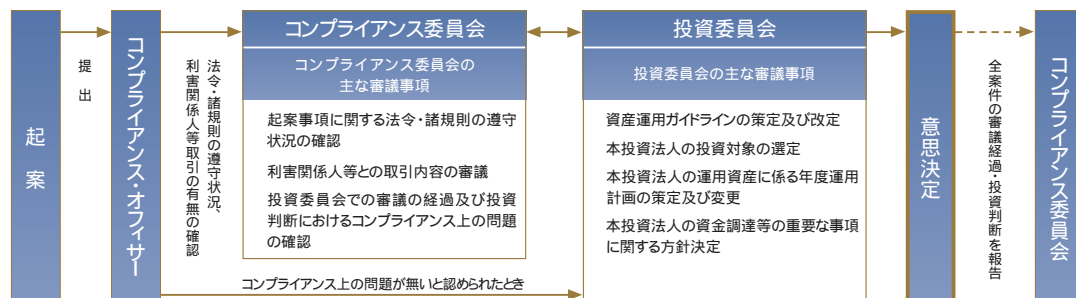 起案
提出
コンプライアンス・オフィサー
法令・諸規則の遵守状況、
利害関係人等取引の有無の確認
コンプライアンス委員会
コンプライアンス委員会の
主な審議事項
起案事項に関する法令・諸規則の遵守
状況の確認
利害関係人等との取引内容の審議
投資委員会での審議の経過及び投資
判断におけるコンプライアンス上の問題
の確認
コンプライアンス上の問題が無いと認められたとき
投資委員会
投資委員会の主な審議事項
資産運用ガイドラインの策定及び改定
本投資法人の投資対象の選定
本投資法人の運用資産に係る年度運用
計画の策定及び変更
本投資法人の資金調達等の重要な事項
に関する方針決定
意思決定
全案件の審議経過・投資判断を報告
コンプライアンス委員会